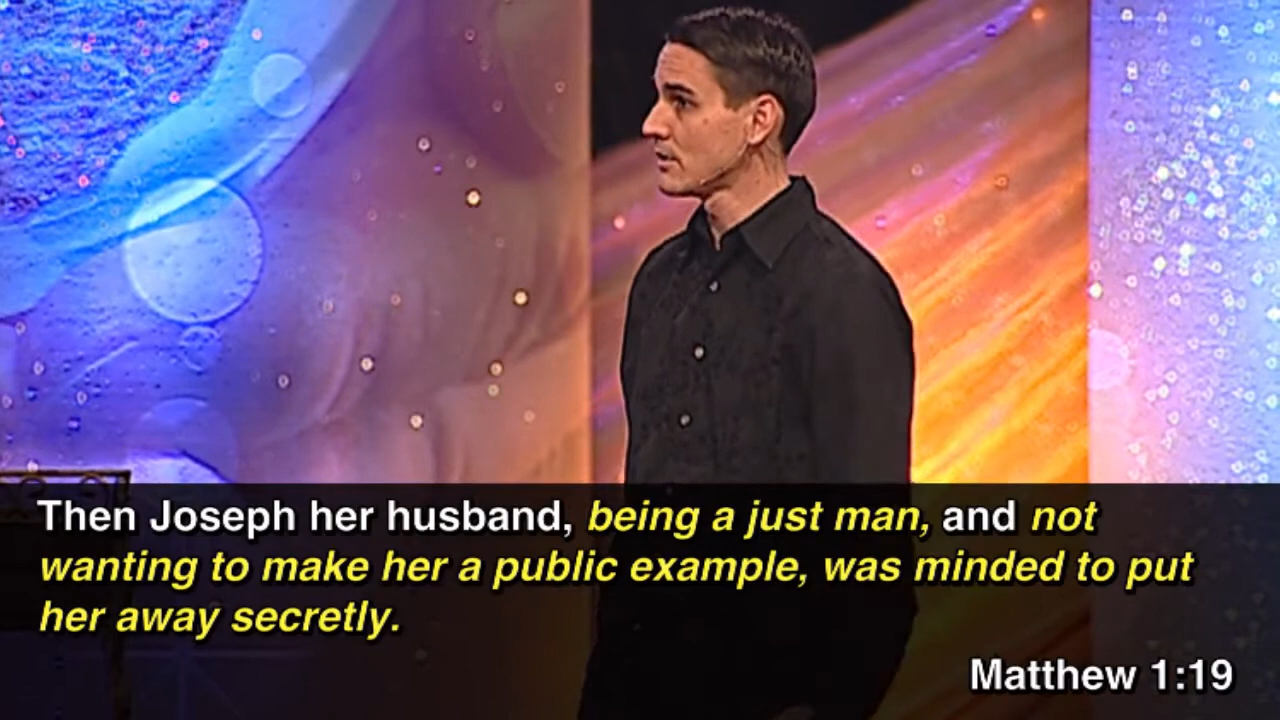 Then Joseph her husband, being a just man, and not
wanting to make her a public example, was minded to put
her away secretly.
Matthew 1:19